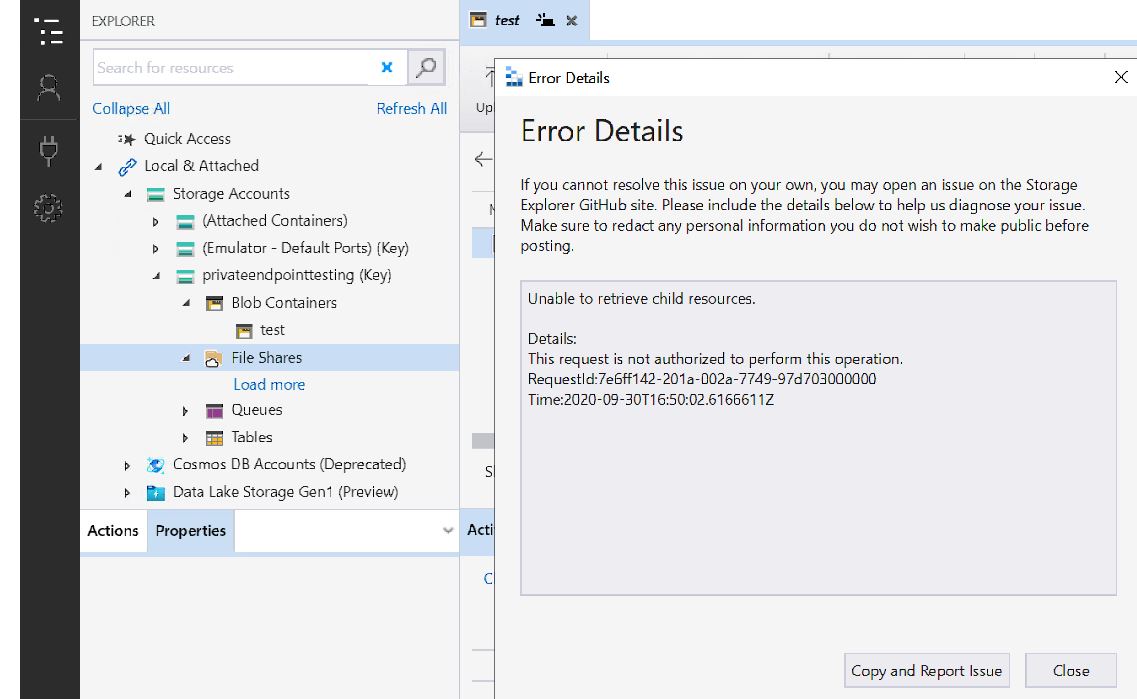 EXPLORER
Search for resources
Collapse All
Refresh All
Quick Access
Local & Attached
Storage Accounts
(Attached Containers)
(Emulator - Default Ports) (Key)
privateendpointtesting (Key)
Blob Containers
test
File Shares
Load more
Queues
Tables
Cosmos DB Accounts (Deprecated)
Data Lake Storage Gen1 (Preview)
Actions
Properties
test
Up
Acti
Error Details
Error Details
If you cannot resolve this issue on your own, you may open an issue on the Storage
Explorer GitHub site. Please include the details below to help us diagnose your issue.
Make sure to redact any personal information you do not wish to make public before
posting.
Unable to retrieve child resources.
Details:
This request is not authorized to perform this operation.
RequestId:7e6ff142-201a-002a-7749-97d703000000
Time:2020-09-30T16:50:02.6166611Z
Copy and Report Issue
Close